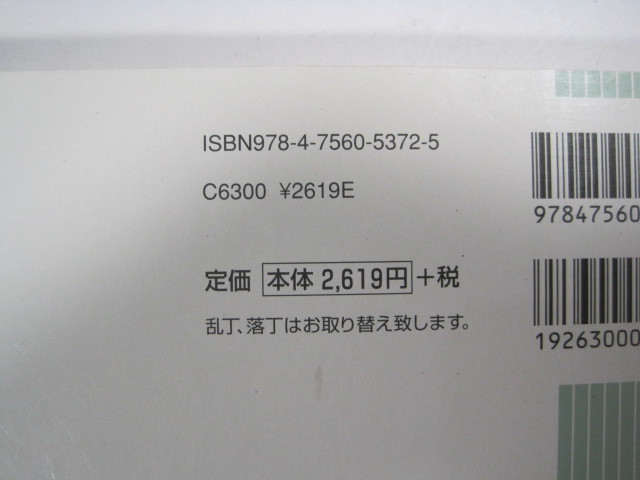 ISBN978-4-7560-5372-5
C6300 ¥2619E
定価 本体 2,619円 +税
乱丁、落丁はお取り替え致します。
97847560
19263000